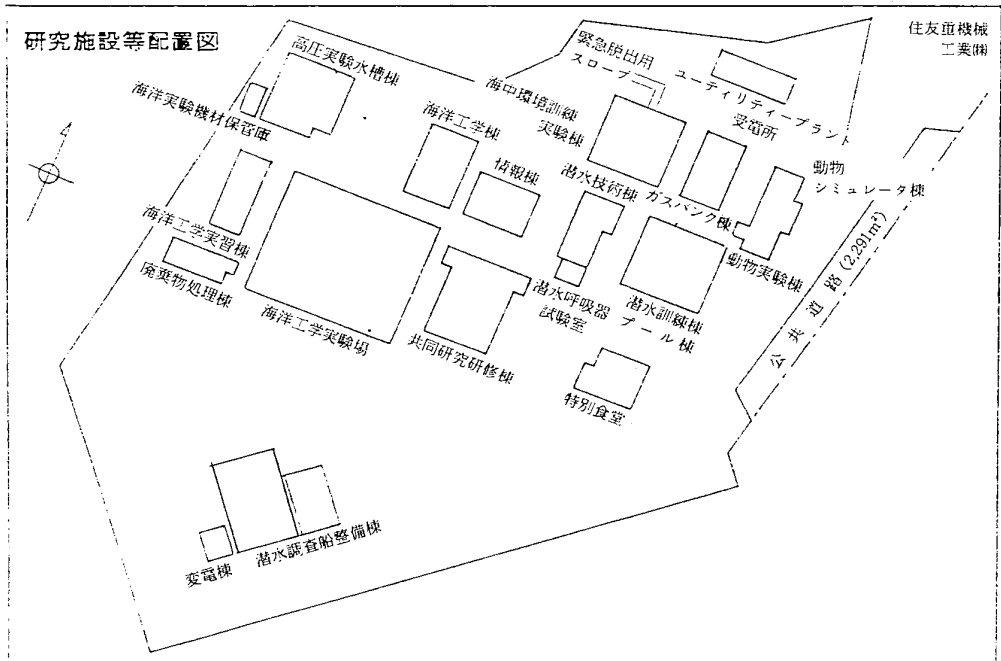 研究施設等配置図
住友重機械
工業㈱
高圧実験水槽棟
緊急脱出用
スロープ
ユーティリティープラント
受電所
海洋実験機材保管庫
海洋工学棟
海中環境訓練
実験棟
動物
シミュレータ棟
情報棟
潜水技術棟
ガスバンク棟
海洋工学実習棟
動物実験棟
公共道路(2,291m²)
廃棄物処理棟
潜水呼吸器
試験室
潜水訓練
プール棟
棟
海洋工学実験場
共同研究研修棟
特別食堂
変電棟
潜水調査船整備棟